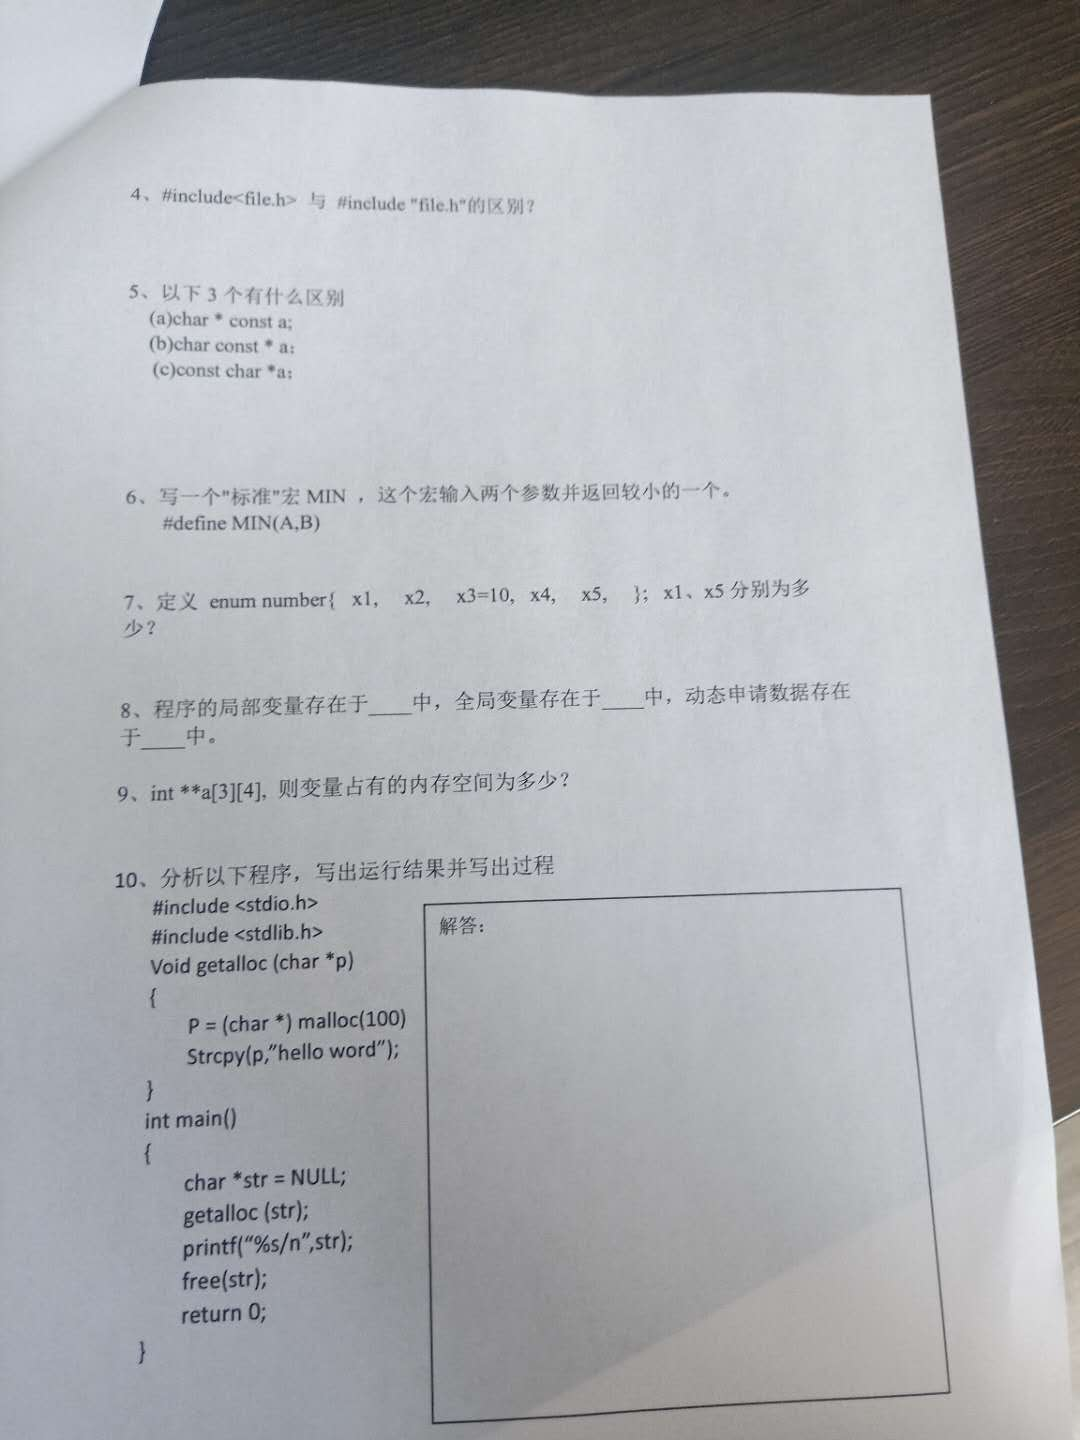 4、#include<file.h> 与 #include "file.h"的区别？
5、以下 3 个有什么区别
(a)char * const a;
(b)char const * a；
(c)const char *a；
6、写一个"标准"宏 MIN ，这个宏输入两个参数并返回较小的一个。
#define MIN(A,B)
7、定义 enum number{ x1, x2, x3=10, x4, x5, }; x1、x5 分别为多
少？
8、程序的局部变量存在于____中，全局变量存在于____中，动态申请数据存在
于____中。
9、int **a[3][4], 则变量占有的内存空间为多少？
10、分析以下程序，写出运行结果并写出过程
#include <stdio.h>
解答：
#include <stdlib.h>
Void getalloc (char *p)
{
P = (char *) malloc(100)
Strcpy(p,”hello word”);
}
int main()
{
char *str = NULL;
getalloc (str);
printf(“%s/n”,str);
free(str);
return 0;
}